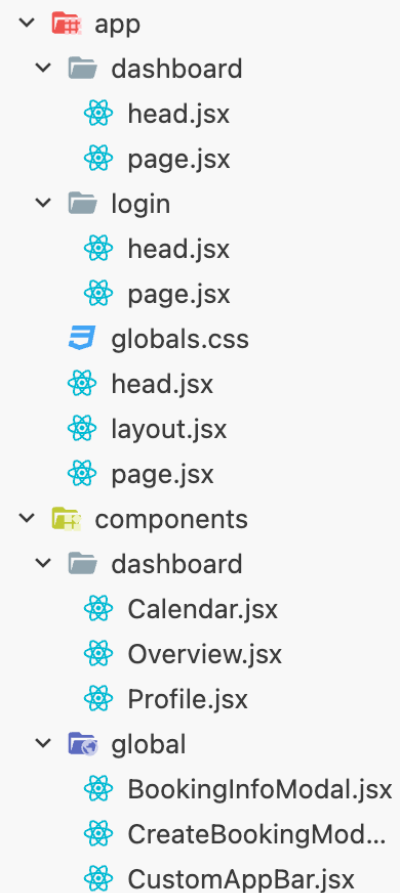 app
dashboard
head.jsx
page.jsx
login
head.jsx
page.jsx
globals.css
head.jsx
layout.jsx
page.jsx
components
dashboard
Calendar.jsx
Overview.jsx
Profile.jsx
global
BookingInfoModal.jsx
CreateBookingMod...
CustomAppBar.jsx